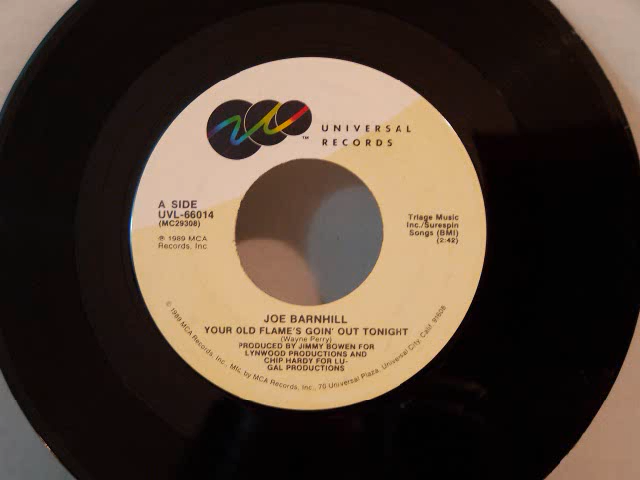 UNIVERSAL
RECORDS
™
A SIDE
UVL-66014
(MC29308)
℗ 1989 MCA
Records, Inc
Triage Music
Inc./Surespin
Songs (BMI)
(2:42)
JOE BARNHILL
YOUR OLD FLAME'S GOIN' OUT TONIGHT
(Wayne Perry)
PRODUCED BY JIMMY BOWEN FOR
LYNWOOD PRODUCTIONS AND
CHIP HARDY FOR LU-
GAL PRODUCTIONS
© 1989 MCA Records, Inc., Mfg. by MCA Records, Inc., 70 Universal Plaza, Universal City, Calif. 91608